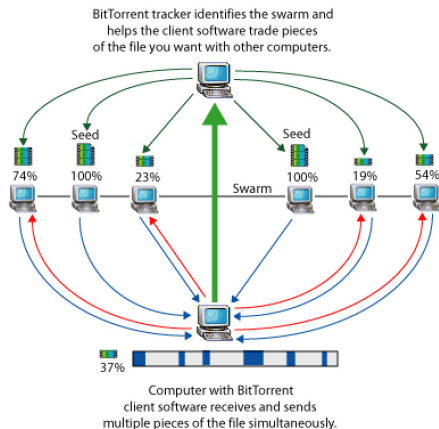 BitTorrent tracker identifies the swarm and
helps the client software trade pieces
of the file you want with other computers.
Seed
Seed
74%
100%
23%
100%
19%
54%
Swarm
37%
Computer with BitTorrent
client software receives and sends
multiple pieces of the file simultaneously.